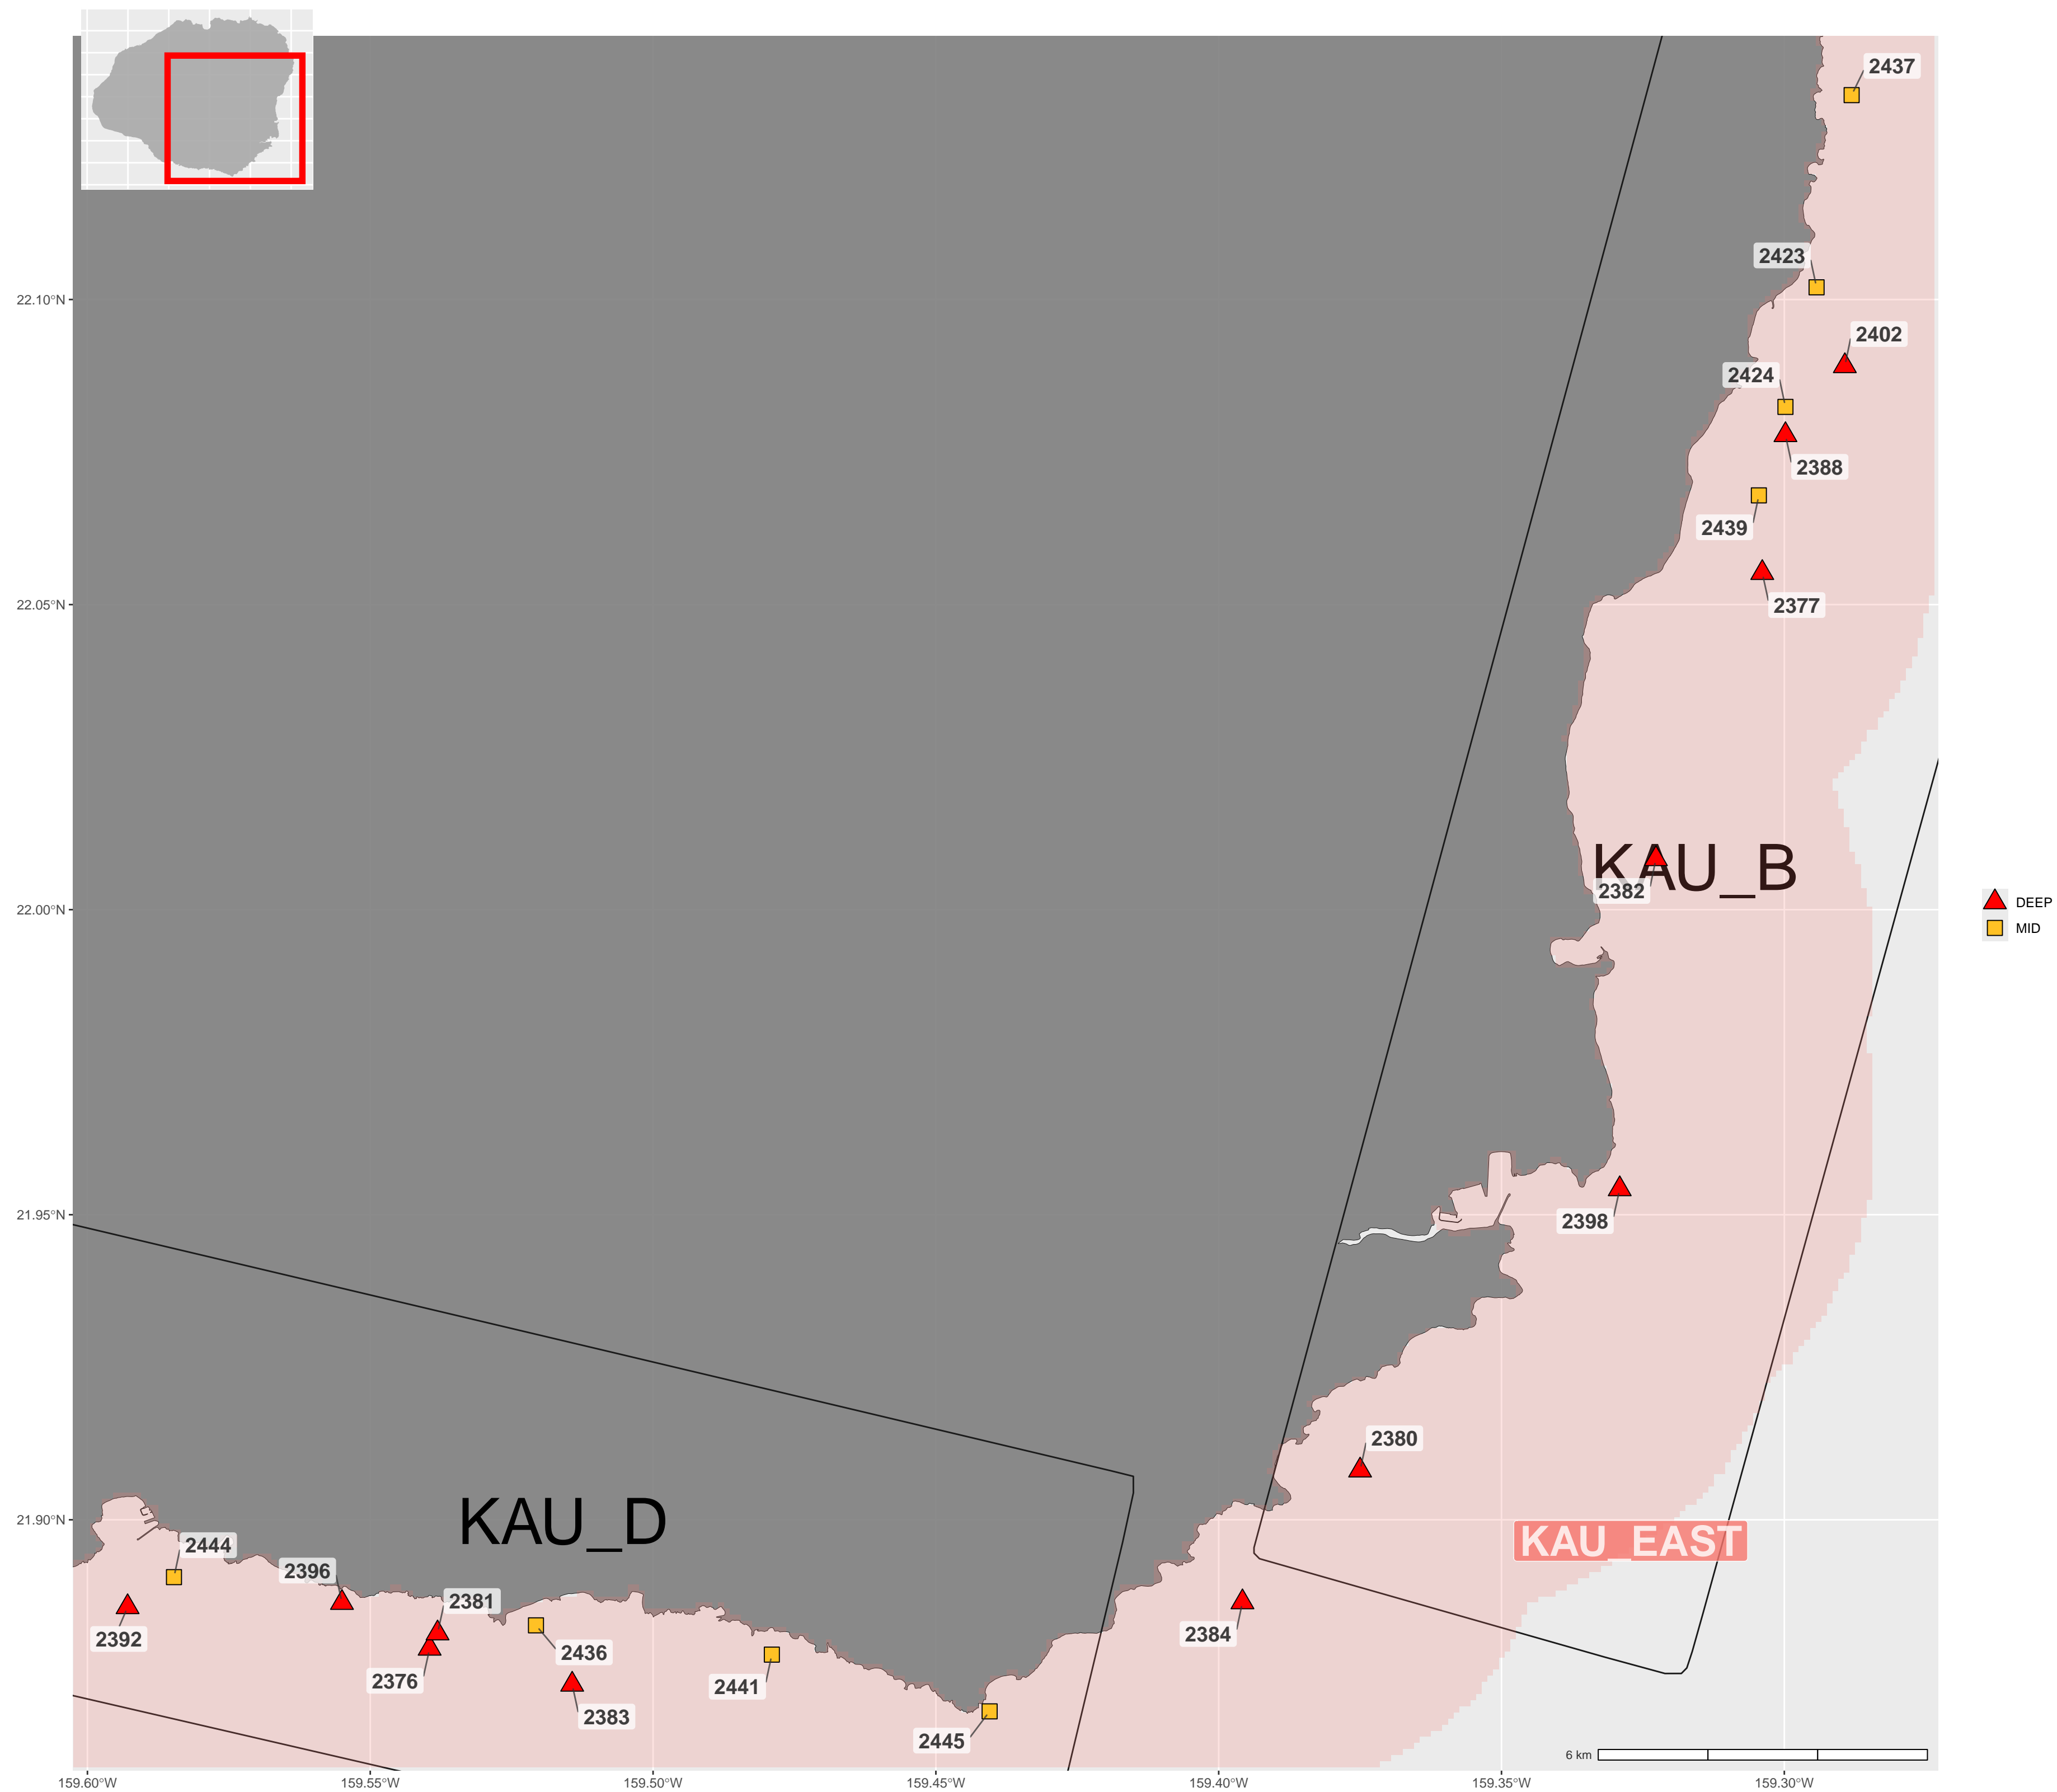 2437
2423
22.10°N
2402
2424
2388
2439
22.05°N
2377
KAU_B
2382
DEEP
22.00°N
MID
21.95°N
2398
2380
KAU_D
21.90°N
KAU_EAST
2444
2396
2381
2384
2392
2436
2376
2441
2383
2445
6 km
159.60°W 159.55°W 159.50°W 159.45°W 159.40°W 159.35°W 159.30°W